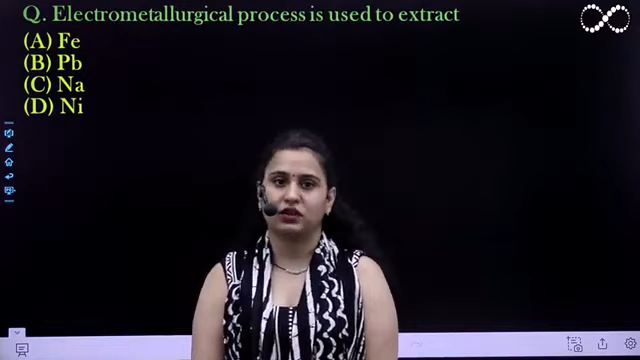 Q. Electrometallurgical process is used to extract
(A) Fe
(B) Pb
(C) Na
(D) Ni